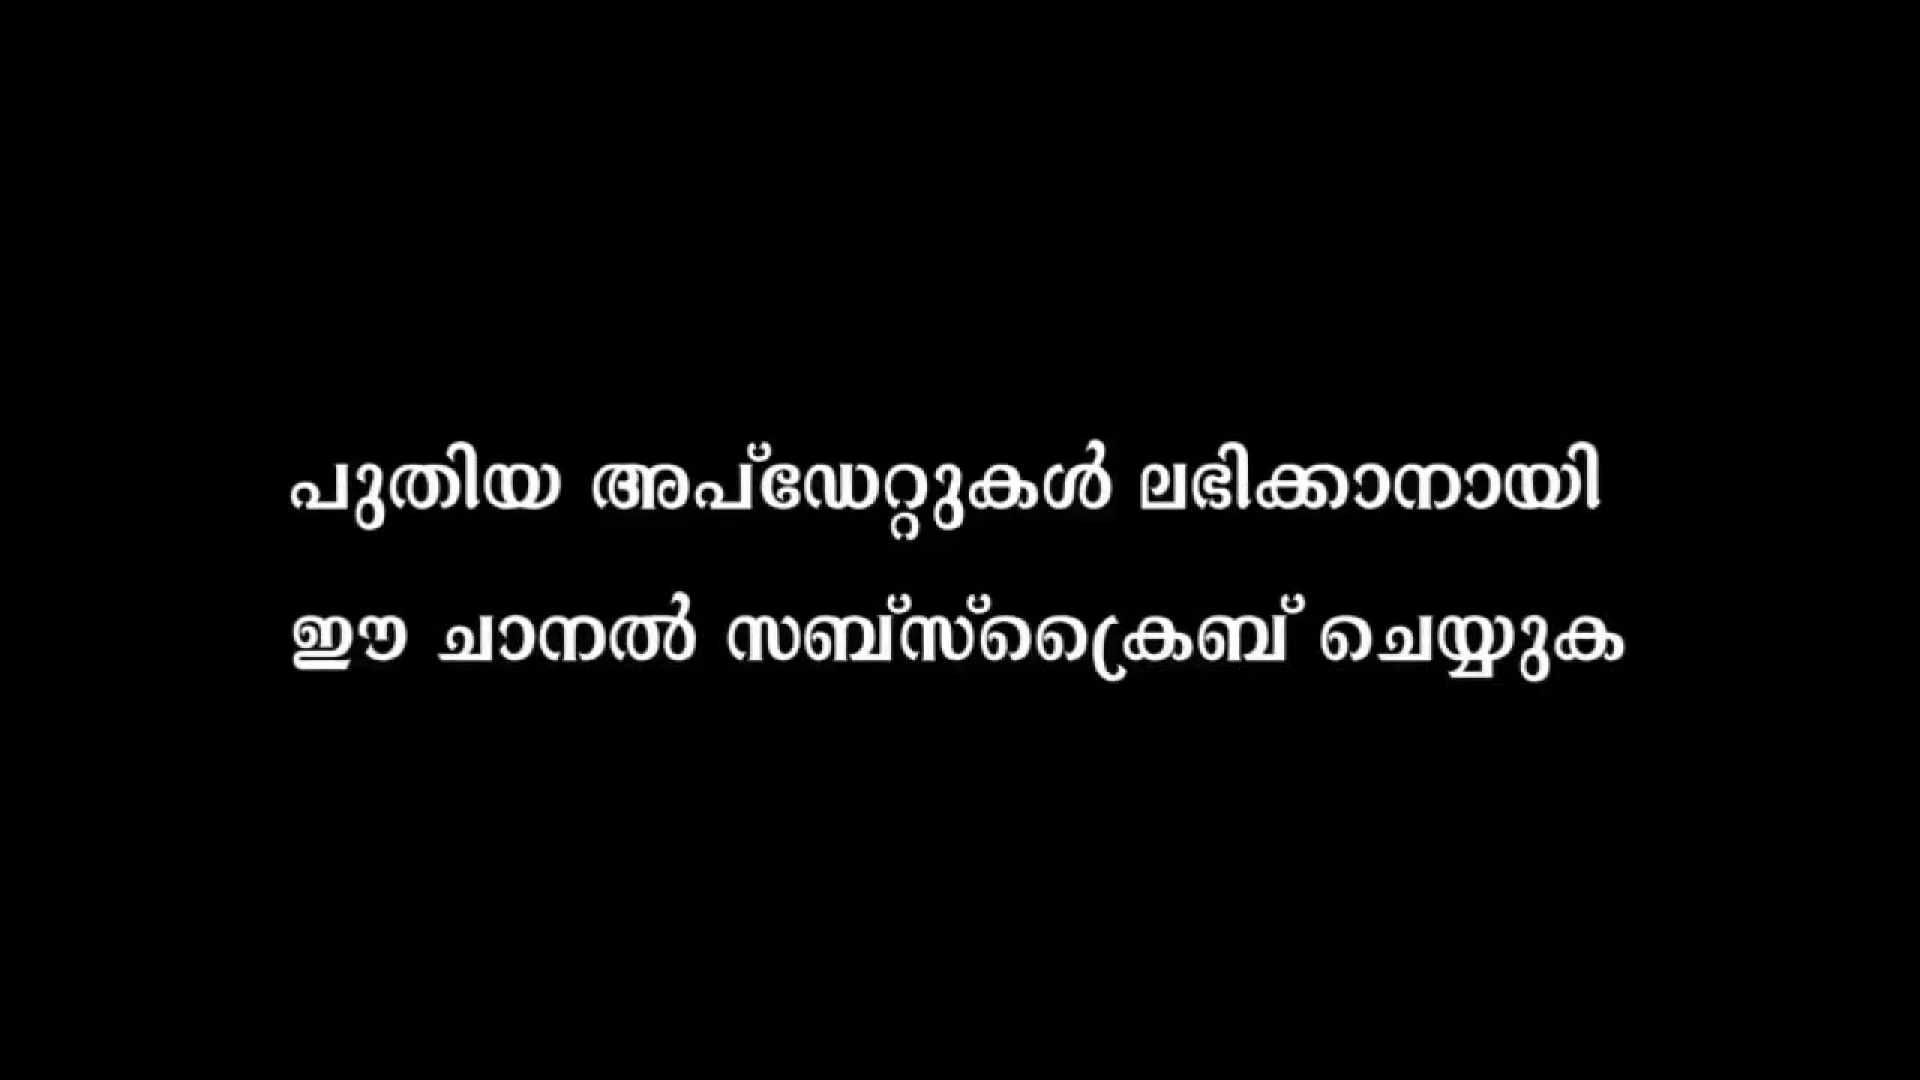 പുതിയ അപ്ഡേറ്റുകൾ ലഭിക്കാനായി
ഈ ചാനൽ സബ്സ്ക്രൈബ് ചെയ്യുക